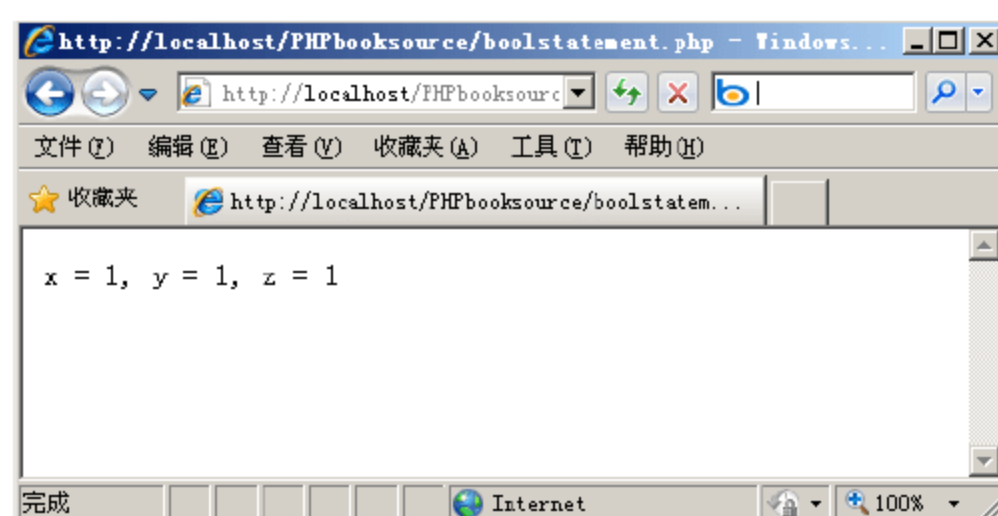 http://localhost/PHPbooksource/boolstatement.php - Windows...
http://localhost/PHPbooksourc
文件(F) 编辑(E) 查看(V) 收藏夹(A) 工具(T) 帮助(H)
收藏夹 http://localhost/PHPbooksource/boolstatem...
x = 1, y = 1, z = 1
完成 Internet 100%